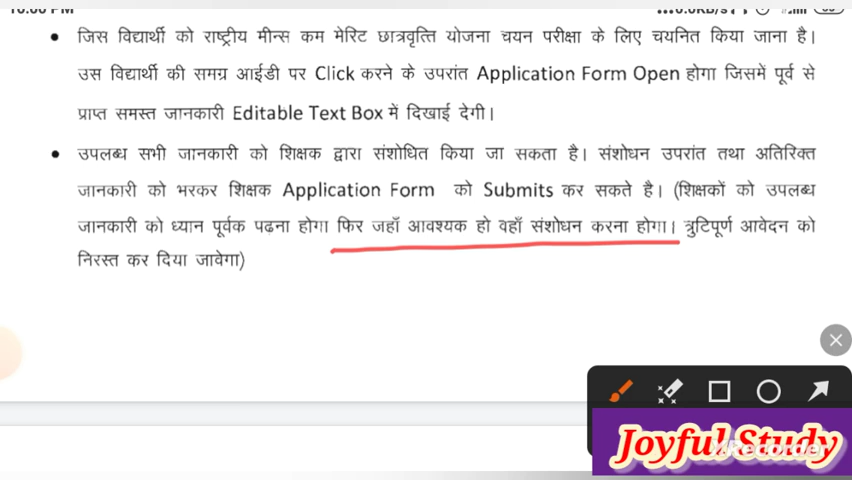 • जिस विद्यार्थी को राष्ट्रीय मीन्स कम मेरिट छात्रवृत्ति योजना चयन परीक्षा के लिए चयनित किया जाना है।
उस विद्यार्थी की समग्र आईडी पर Click करने के उपरांत Application Form Open होगा जिसमें पूर्व से
प्राप्त समस्त जानकारी Editable Text Box में दिखाई देगी।
• उपलब्ध सभी जानकारी को शिक्षक द्वारा संशोधित किया जा सकता है। संशोधन उपरांत तथा अतिरिक्त
जानकारी को भरकर शिक्षक Application Form को Submits कर सकते है। (शिक्षकों को उपलब्ध
जानकारी को ध्यान पूर्वक पढना होगा फिर जहाँ आवश्यक हो वहाँ संशोधन करना होगा। त्रुटिपूर्ण आवेदन को
निरस्त कर दिया जावेगा)
Joyful Study